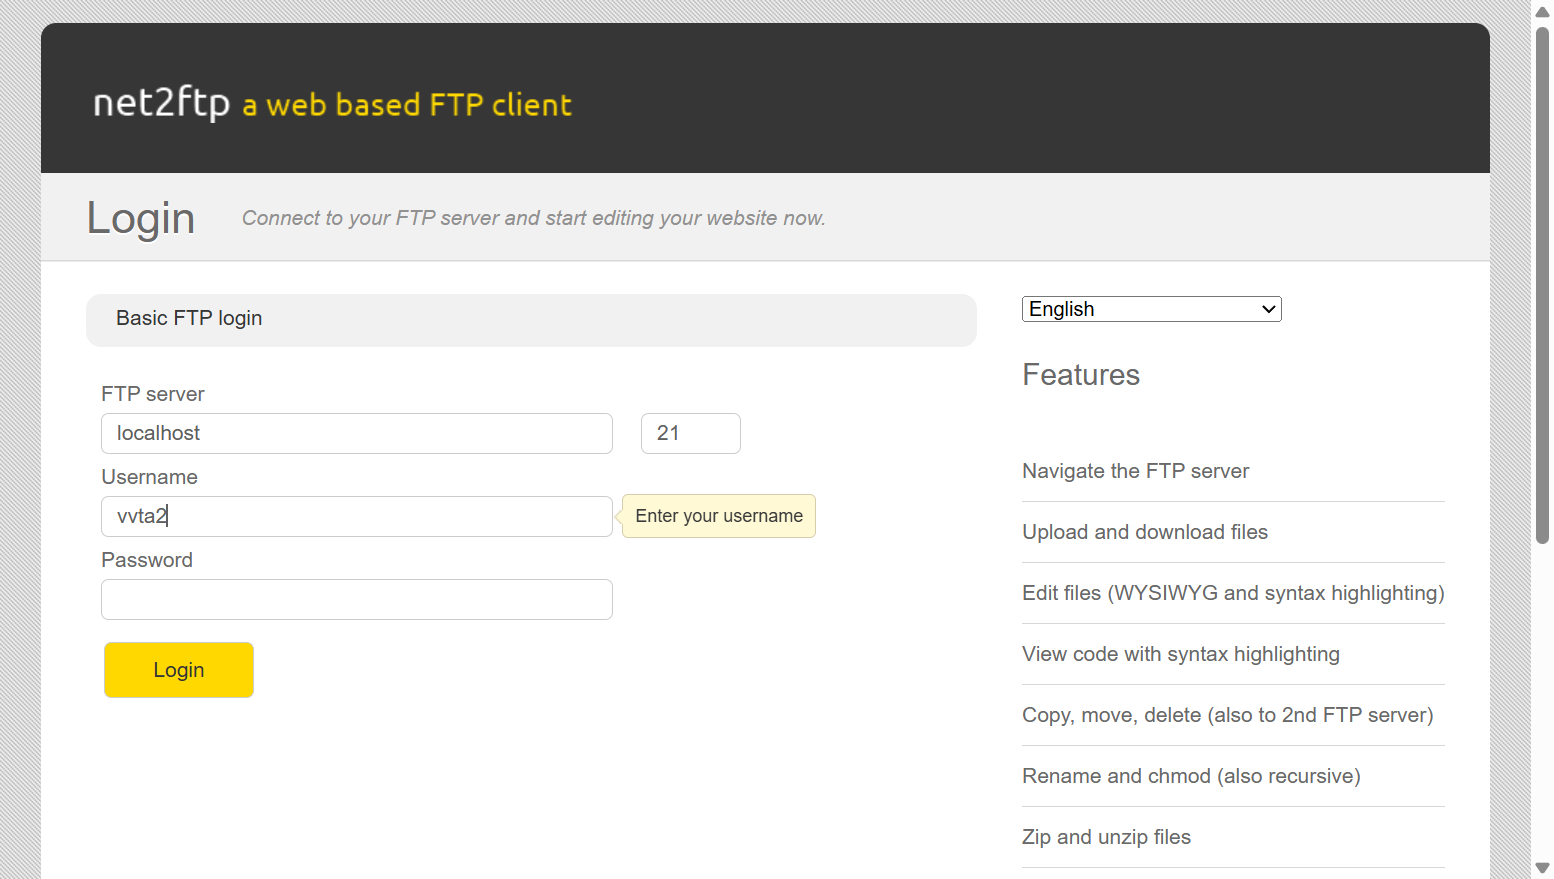 net2ftp a web based FTP client
Login
Connect to your FTP server and start editing your website now.
Basic FTP login
FTP server
localhost
21
Username
vvta2
Enter your username
Password
Login
English
Features
Navigate the FTP server
Upload and download files
Edit files (WYSIWYG and syntax highlighting)
View code with syntax highlighting
Copy, move, delete (also to 2nd FTP server)
Rename and chmod (also recursive)
Zip and unzip files